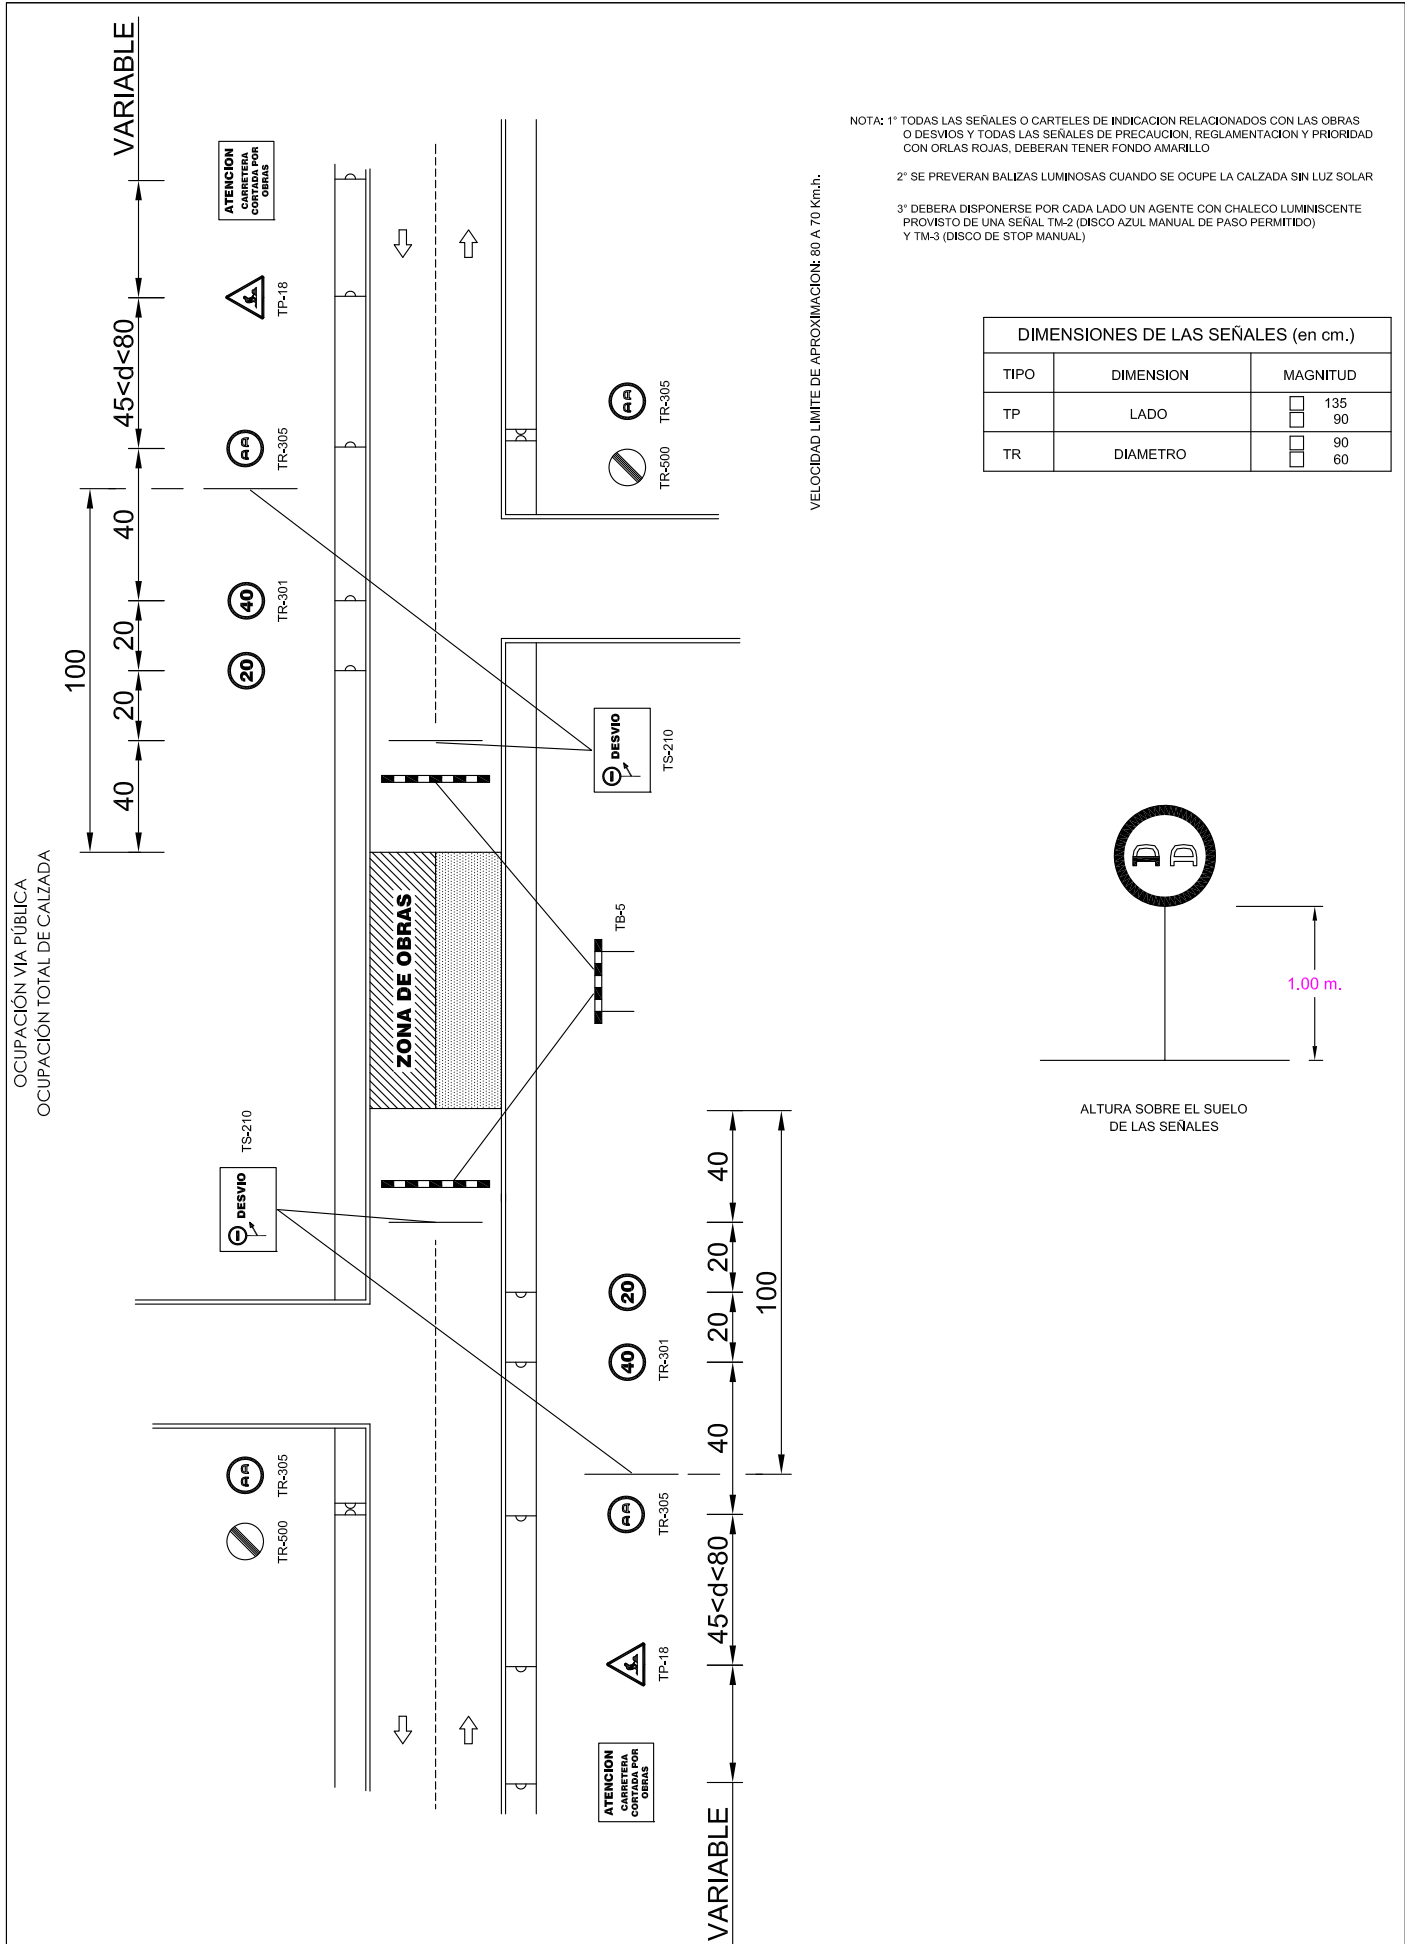 OCUPACIÓN VIA PÚBLICA
OCUPACIÓN TOTAL DE CALZADA
VARIABLE
45<d<80
40
20
20
40
100
ATENCION
CARRETERA
CORTADA POR
OBRAS
TP-18
TR-305
40
TR-301
20
TR-305
TR-500
DESVIO
TS-210
ZONA DE OBRAS
TB-5
TS-210
DESVIO
40
20
20
40
100
45<d<80
VARIABLE
20
40
TR-301
TR-305
TR-305
TR-500
TP-18
ATENCION
CARRETERA
CORTADA POR
OBRAS
VELOCIDAD LIMITE DE APROXIMACION: 80 A 70 Km.h.
NOTA: 1° TODAS LAS SEÑALES O CARTELES DE INDICACION RELACIONADOS CON LAS OBRAS
O DESVIOS Y TODAS LAS SEÑALES DE PRECAUCION, REGLAMENTACION Y PRIORIDAD
CON ORLAS ROJAS, DEBERAN TENER FONDO AMARILLO
2° SE PREVERAN BALIZAS LUMINOSAS CUANDO SE OCUPE LA CALZADA SIN LUZ SOLAR
3° DEBERA DISPONERSE POR CADA LADO UN AGENTE CON CHALECO LUMINISCENTE
PROVISTO DE UNA SEÑAL TM-2 (DISCO AZUL MANUAL DE PASO PERMITIDO)
Y TM-3 (DISCO DE STOP MANUAL)
DIMENSIONES DE LAS SEÑALES (en cm.)
TIPO DIMENSION MAGNITUD
TP LADO 135
90
TR DIAMETRO 90
60
1.00 m.
ALTURA SOBRE EL SUELO
DE LAS SEÑALES